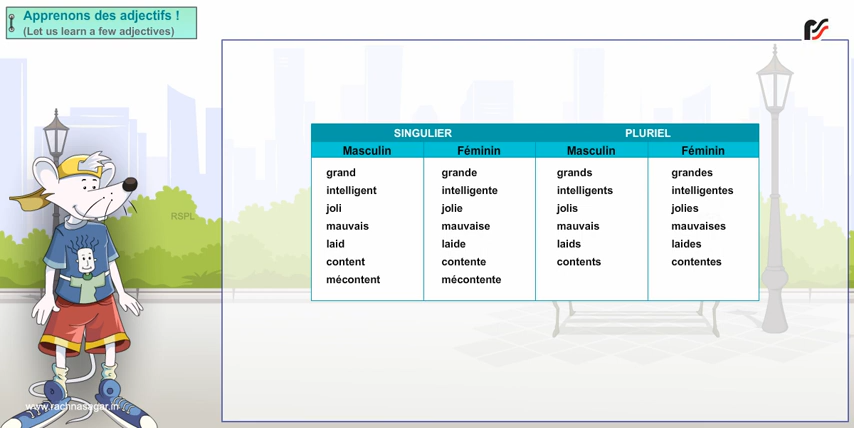 Apprenons des adjectifs !
(Let us learn a few adjectives)
RSPL
SINGULIER PLURIEL
Masculin Féminin Masculin Féminin
grand grande grands grandes
intelligent intelligente intelligents intelligentes
joli jolie jolis jolies
mauvais mauvaise mauvais mauvaises
laid laide laids laides
content contente contents contentes
mécontent mécontente
www.rachnasagar.in